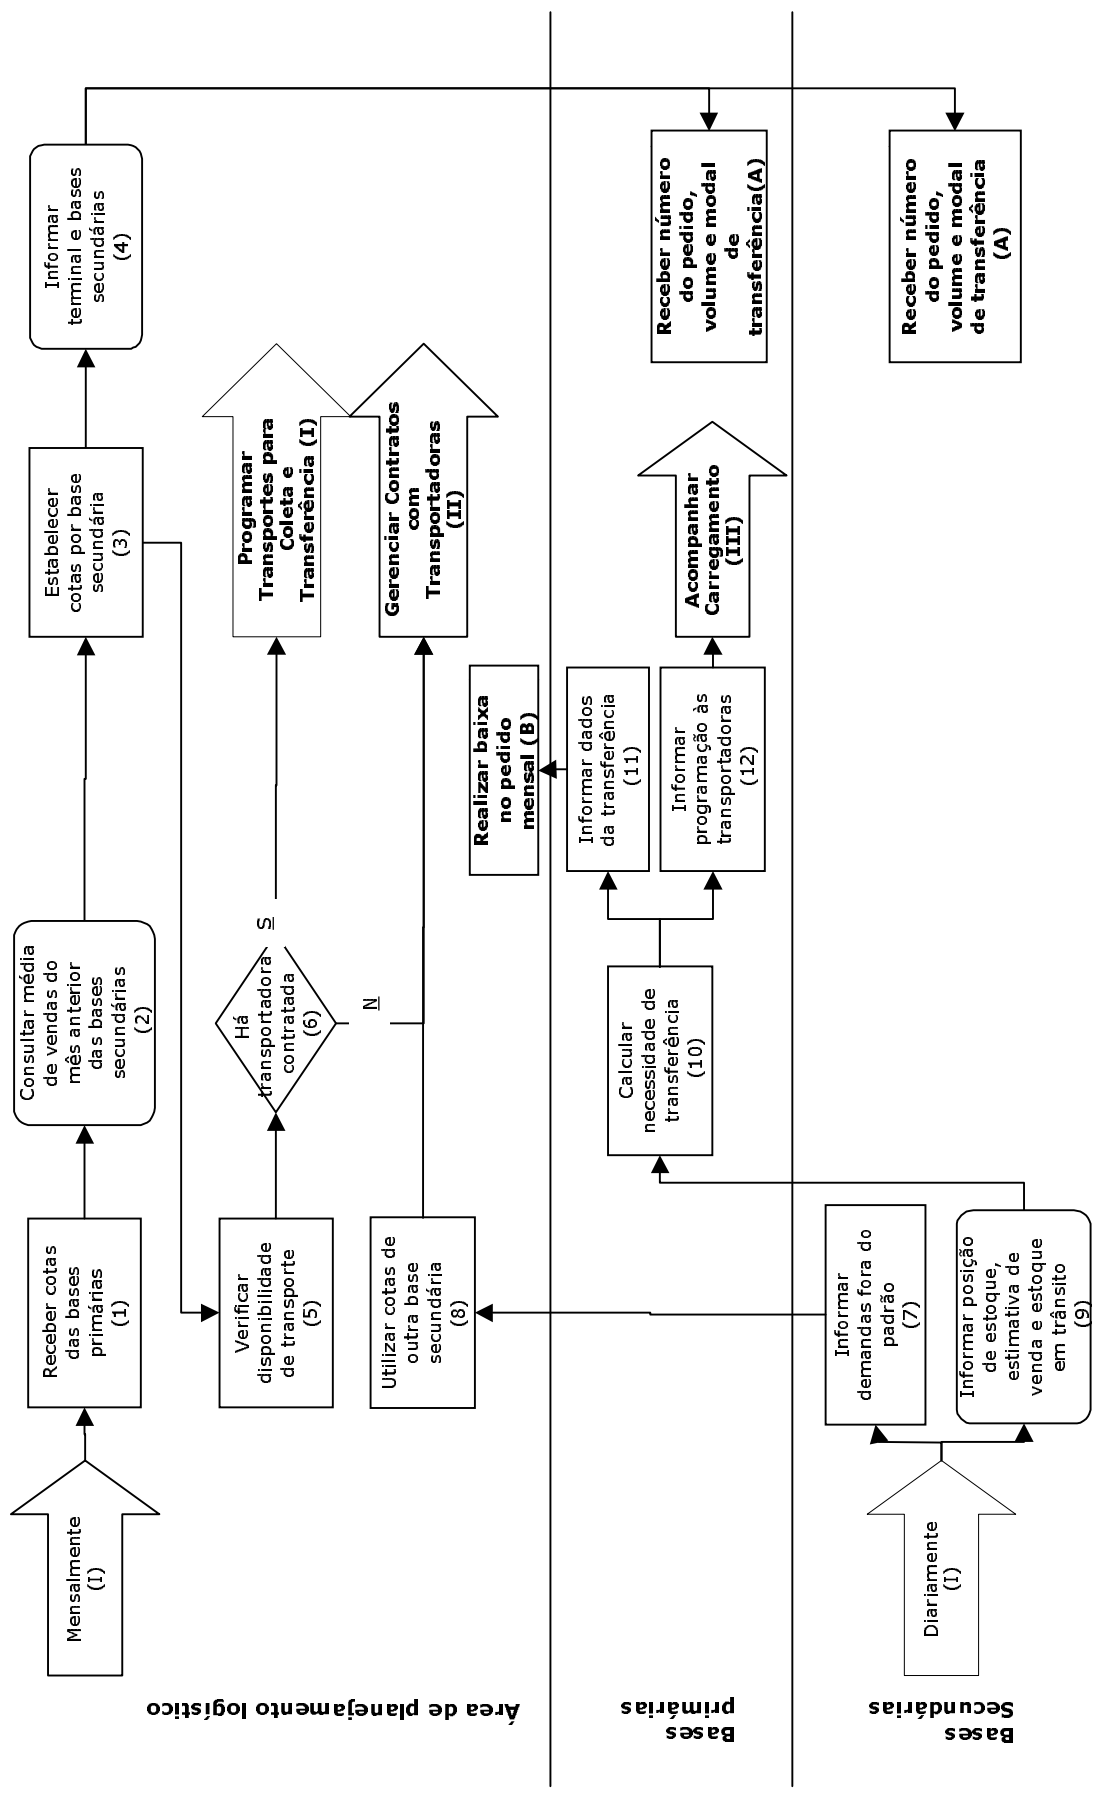 Área de planejamento logístico
Mensalmente
(I)
Receber cotas
das bases
primárias
(1)
Consultar média
de vendas do
mês anterior
das bases
secundárias
(2)
Estabelecer
cotas por base
secundária
(3)
Informar
terminal e bases
secundárias
(4)
Verificar
disponibilidade
de transporte
(5)
Há
transportadora
contratada
(6)
S
N
Programar
Transportes para
Coleta e
Transferência (I)
Utilizar cotas de
outra base
secundária
(8)
Gerenciar Contratos
com
Transportadoras
(II)
Realizar baixa
no pedido
mensal (B)
Bases
primárias
Calcular
necessidade de
transferência
(10)
Informar dados
da transferência
(11)
Informar
programação às
transportadoras
(12)
Acompanhar
Carregamento
(III)
Receber número
do pedido,
volume e modal
de
transferência(A)
Bases
Secundárias
Diariamente
(I)
Informar
demandas fora do
padrão
(7)
Informar posição
de estoque,
estimativa de
venda e estoque
em trânsito
(9)
Receber número
do pedido,
volume e modal
de transferência
(A)